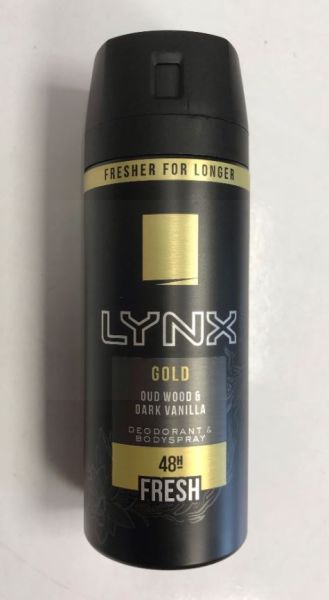 FRESHER FOR LONGER
LYNX
GOLD
OUD WOOD &
DARK VANILLA
DEODORANT &
BODYSPRAY
48H
FRESH